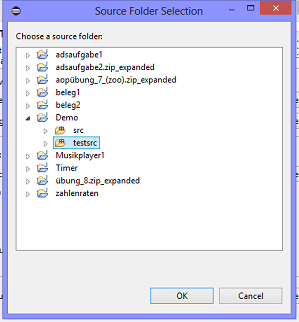 Source Folder Selection
Choose a source folder:
adsaufgabe1
adsaufgabe2.zip_expanded
aopübung_7_(zoo).zip_expanded
beleg1
beleg2
Demo
src
testsrc
Musikplayer1
Timer
übung_8.zip_expanded
zahlenraten
OK
Cancel